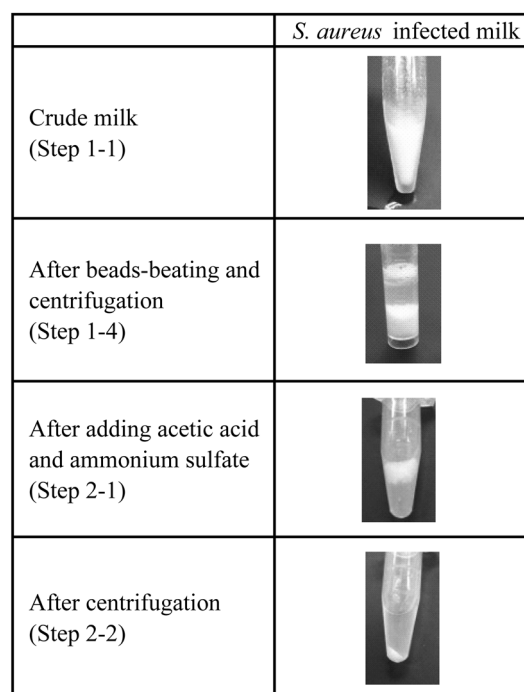 S. aureus infected milk
Crude milk
(Step 1-1)
After beads-beating and
centrifugation
(Step 1-4)
After adding acetic acid
and ammonium sulfate
(Step 2-1)
After centrifugation
(Step 2-2)